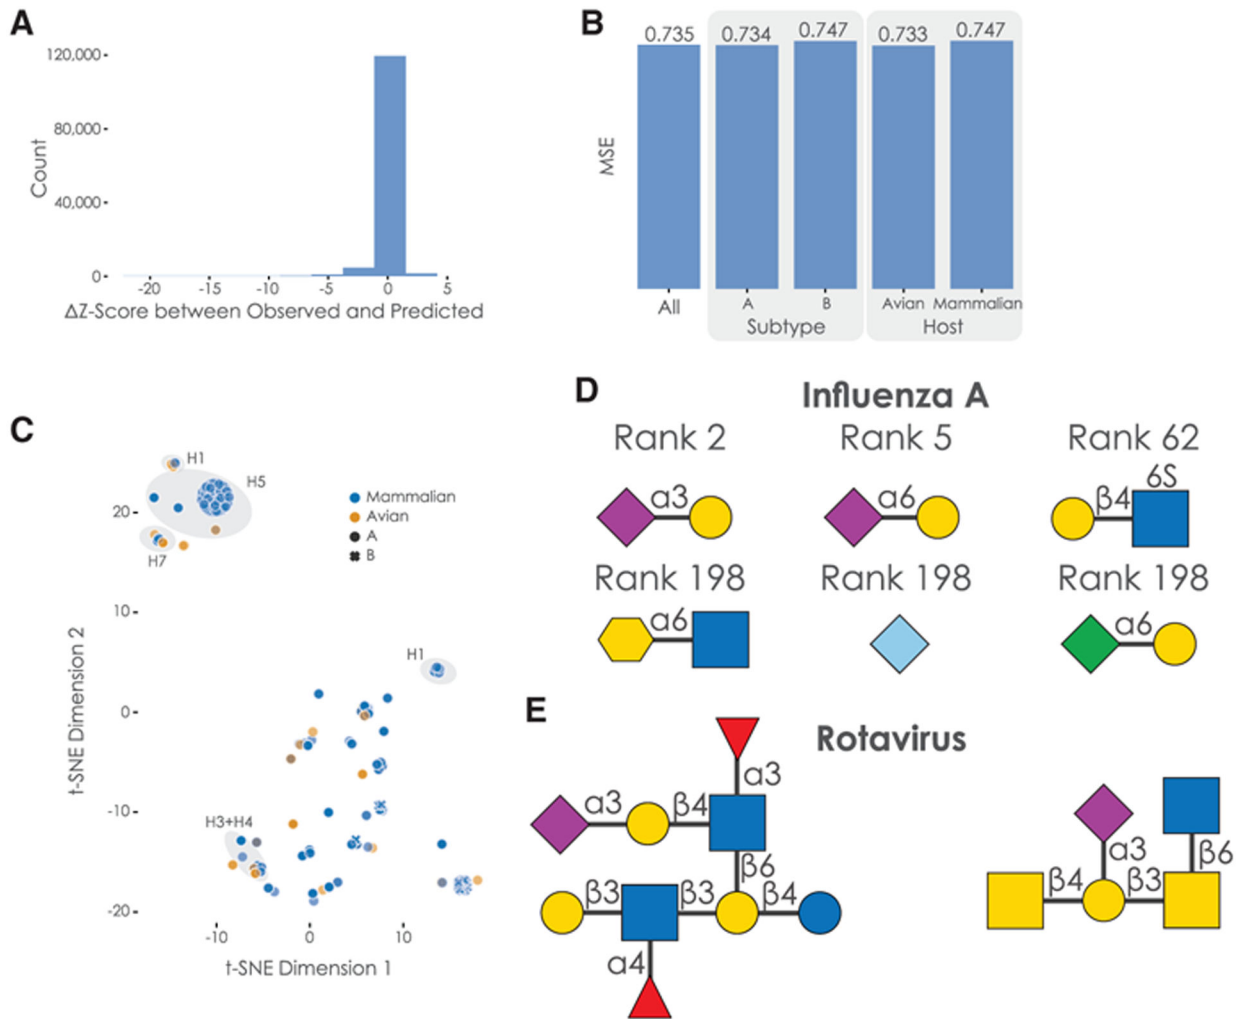 A
120,000
80,000
40,000
0
Count
-20 -15 -10 -5 0 5
ΔZ-Score between Observed and Predicted
B
0.735 0.734 0.747 0.733 0.747
MSE
All A B Avian Mammalian
Subtype Host
C
H1
H5
H7
Mammalian
Avian
A
B
20
10
0
-10
-20
H1
H3+H4
t-SNE Dimension 2
-10 0 10
t-SNE Dimension 1
D
Influenza A
Rank 2 Rank 5 Rank 62
α3 α6 β4 6S
Rank 198 Rank 198 Rank 198
α6 α6
E
Rotavirus
α3
α3 β4
β6
β3 β3 β4
α4
α3 β6
β4 β3